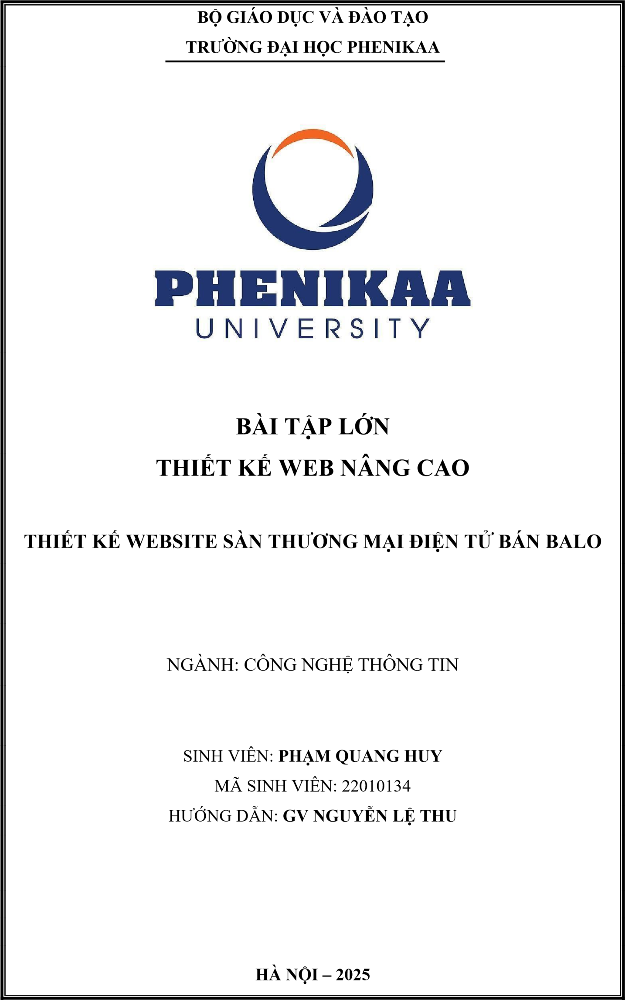 BỘ GIÁO DỤC VÀ ĐÀO TẠO
TRƯỜNG ĐẠI HỌC PHENIKAA
PHENIKAA
UNIVERSITY
BÀI TẬP LỚN
THIẾT KẾ WEB NÂNG CAO
THIẾT KẾ WEBSITE SÀN THƯƠNG MẠI ĐIỆN TỬ BÁN BALO
NGÀNH: CÔNG NGHỆ THÔNG TIN
SINH VIÊN: PHẠM QUANG HUY
MÃ SINH VIÊN: 22010134
HƯỚNG DẪN: GV NGUYỄN LỆ THU
HÀ NỘI – 2025